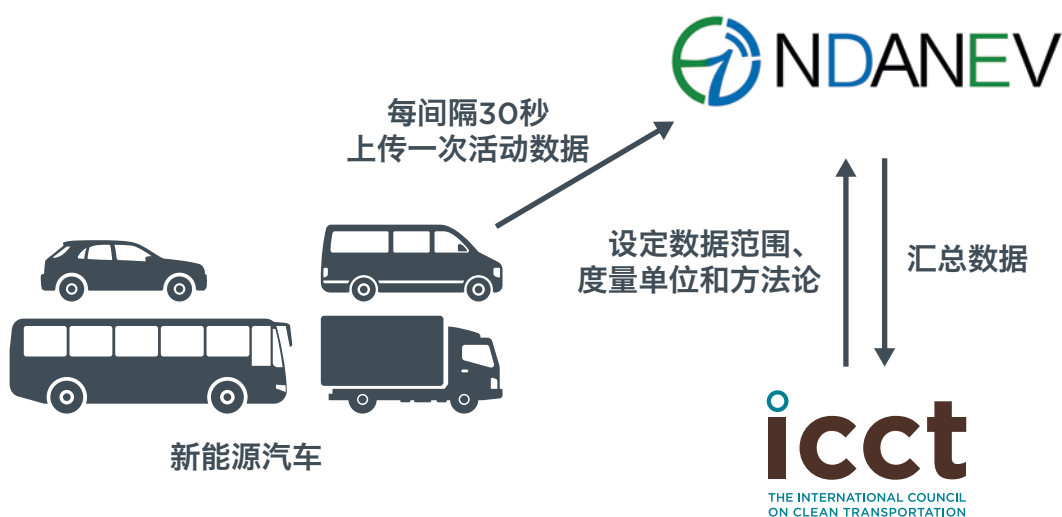 NDANEV
每间隔30秒
上传一次活动数据
设定数据范围、
度量单位和方法论
汇总数据
新能源汽车
icct
THE INTERNATIONAL COUNCIL
ON CLEAN TRANSPORTATION